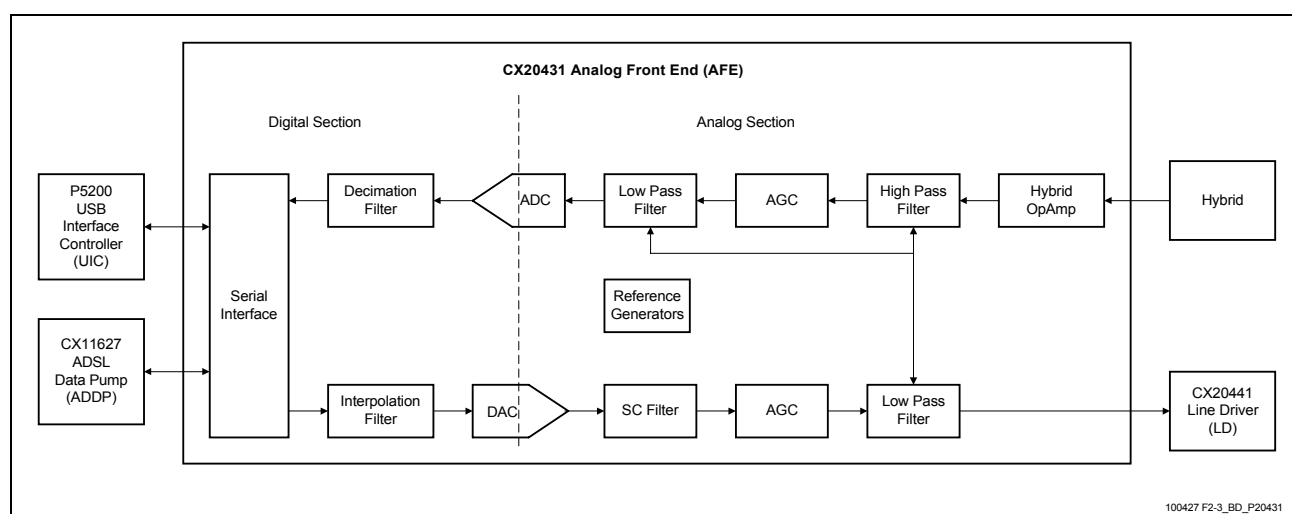 CX20431 Analog Front End (AFE)
Digital Section
Analog Section
P5200
USB
Interface
Controller
(UIC)
Decimation
Filter
ADC
Low Pass
Filter
AGC
High Pass
Filter
Hybrid
OpAmp
Hybrid
Serial
Interface
Reference
Generators
CX11627
ADSL
Data Pump
(ADDP)
Interpolation
Filter
DAC
SC Filter
AGC
Low Pass
Filter
CX20441
Line Driver
(LD)
100427 F2-3_BD_P20431